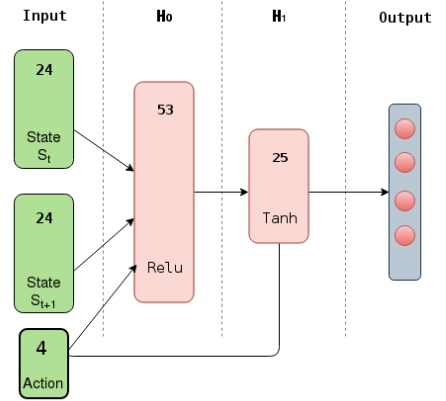 Input
H₀
H₁
Output
24
State
Sₜ
24
State
Sₜ₊₁
4
Action
53
Relu
25
Tanh